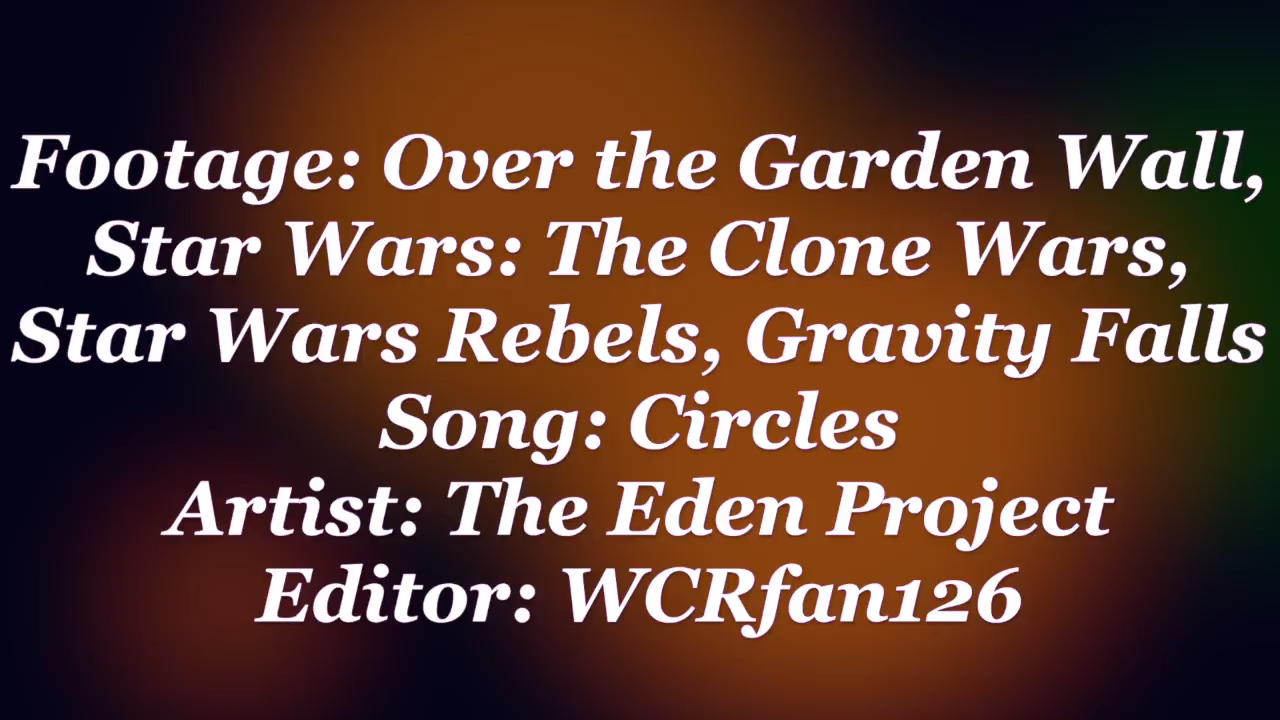 Footage: Over the Garden Wall,
Star Wars: The Clone Wars,
Star Wars Rebels, Gravity Falls
Song: Circles
Artist: The Eden Project
Editor: WCRfan126